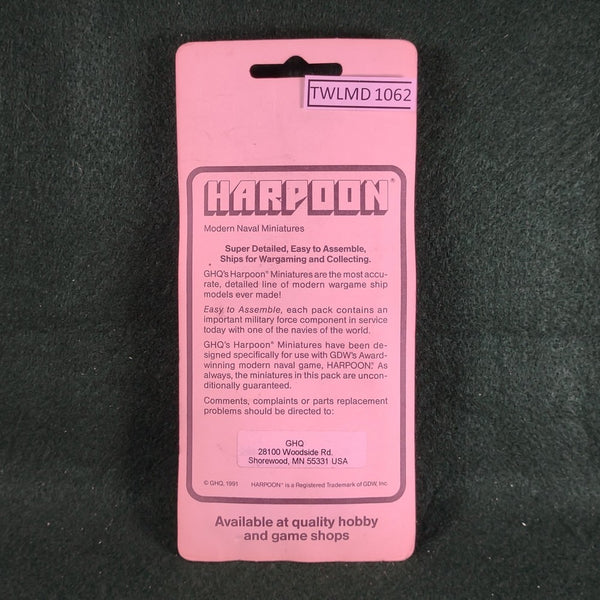 TWLMD 1062
HARPOON®
Modern Naval Miniatures
Super Detailed, Easy to Assemble,
Ships for Wargaming and Collecting.
GHQ's Harpoon® Miniatures are the most accu-
rate, detailed line of modern wargame ship
models ever made!
Easy to Assemble, each pack contains an
important military force component in service
today with one of the navies of the world.
GHQ's Harpoon® Miniatures have been de-
signed specifically for use with GDW's Award-
winning modern naval game, HARPOON®. As
always, the miniatures in this pack are uncon-
ditionally guaranteed.
Comments, complaints or parts replacement
problems should be directed to:
GHQ
28100 Woodside Rd.
Shorewood, MN 55331 USA
© GHQ, 1991 HARPOON™ is a Registered Trademark of GDW, Inc
Available at quality hobby
and game shops